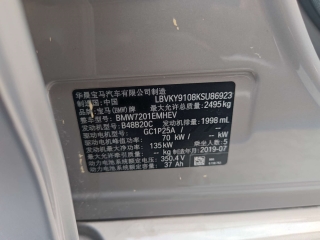 华晨宝马汽车有限公司制造
制造国:中国 LBVKY9108KSU86923
品牌:宝马(BMW)牌 最大允许总质量:2495 kg
整车型号:BMW7201EMHEV
发动机型号:B48B20C 发动机排量:1998 mL
驱动电机型号: GC1P25A / --
驱动电机峰值功率: 70 kW / -- kW
发动机最大净功率: 135 kW 乘坐人数:5
最大功率: -- kW 制造年月:2019-07
动力电池系统额定电压: 350.4 V
动力电池系统额定容量: 37 Ah